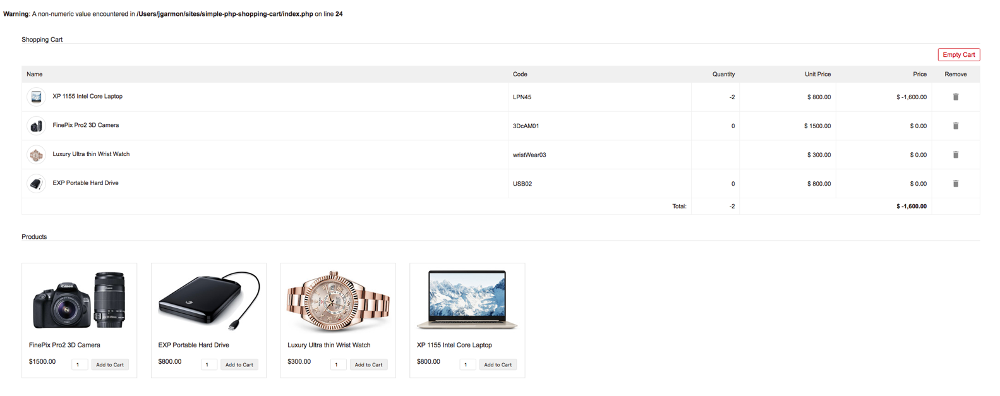 Warning: A non-numeric value encountered in /Users/jgarmon/sites/simple-php-shopping-cart/index.php on line 24
Shopping Cart
Empty Cart
Name Code Quantity Unit Price Price Remove
XP 1155 Intel Core Laptop LPN45 -2 $ 800.00 $ -1,600.00
FinePix Pro2 3D Camera 3DcAM01 0 $ 1500.00 $ 0.00
Luxury Ultra thin Wrist Watch wristWear03 $ 300.00 $ 0.00
EXP Portable Hard Drive USB02 0 $ 800.00 $ 0.00
Total: -2 $ -1,600.00
Products
Canon
FinePix Pro2 3D Camera
$1500.00 1 Add to Cart
EXP Portable Hard Drive
$800.00 1 Add to Cart
Luxury Ultra thin Wrist Watch
$300.00 1 Add to Cart
XP 1155 Intel Core Laptop
$800.00 1 Add to Cart